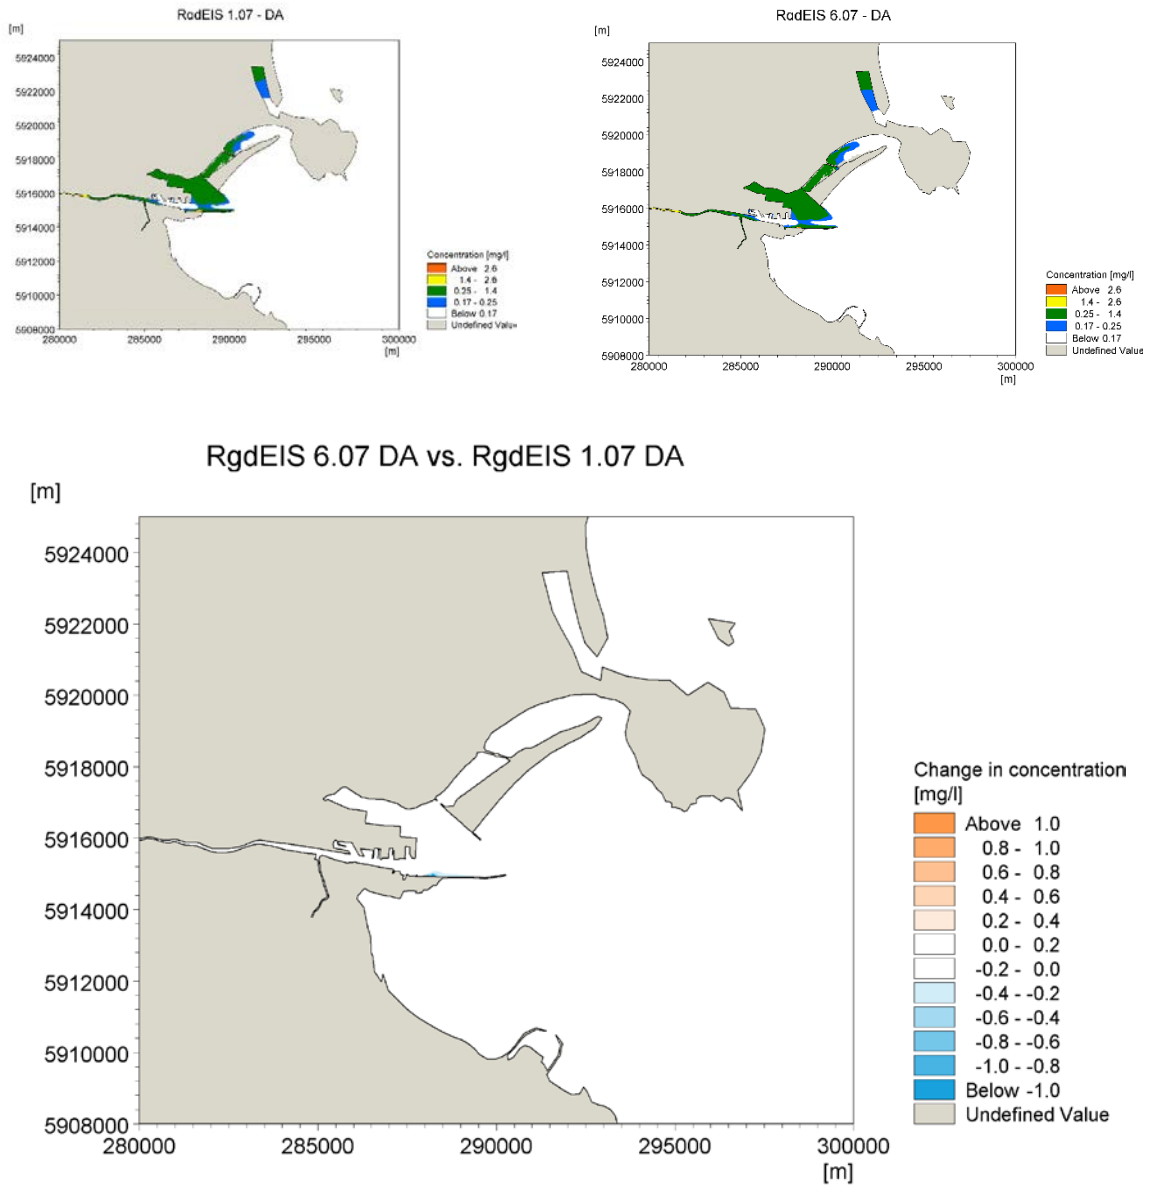 RgdEIS 1.07 - DA
[m]
5924000
5922000
5920000
5918000
5916000
5914000
5912000
5910000
5908000
280000 285000 290000 295000 300000
[m]
Concentration [mg/l]
Above 2.6
1.4 - 2.6
0.25 - 1.4
0.17 - 0.25
Below 0.17
Undefined Value
RgdEIS 6.07 - DA
[m]
5924000
5922000
5920000
5918000
5916000
5914000
5912000
5910000
5908000
280000 285000 290000 295000 300000
[m]
Concentration [mg/l]
Above 2.6
1.4 - 2.6
0.25 - 1.4
0.17 - 0.25
Below 0.17
Undefined Value
RgdEIS 6.07 DA vs. RgdEIS 1.07 DA
[m]
5924000
5922000
5920000
5918000
5916000
5914000
5912000
5910000
5908000
280000 285000 290000 295000 300000
[m]
Change in concentration
[mg/l]
Above 1.0
0.8 - 1.0
0.6 - 0.8
0.4 - 0.6
0.2 - 0.4
0.0 - 0.2
-0.2 - 0.0
-0.4 - -0.2
-0.6 - -0.4
-0.8 - -0.6
-1.0 - -0.8
Below -1.0
Undefined Value